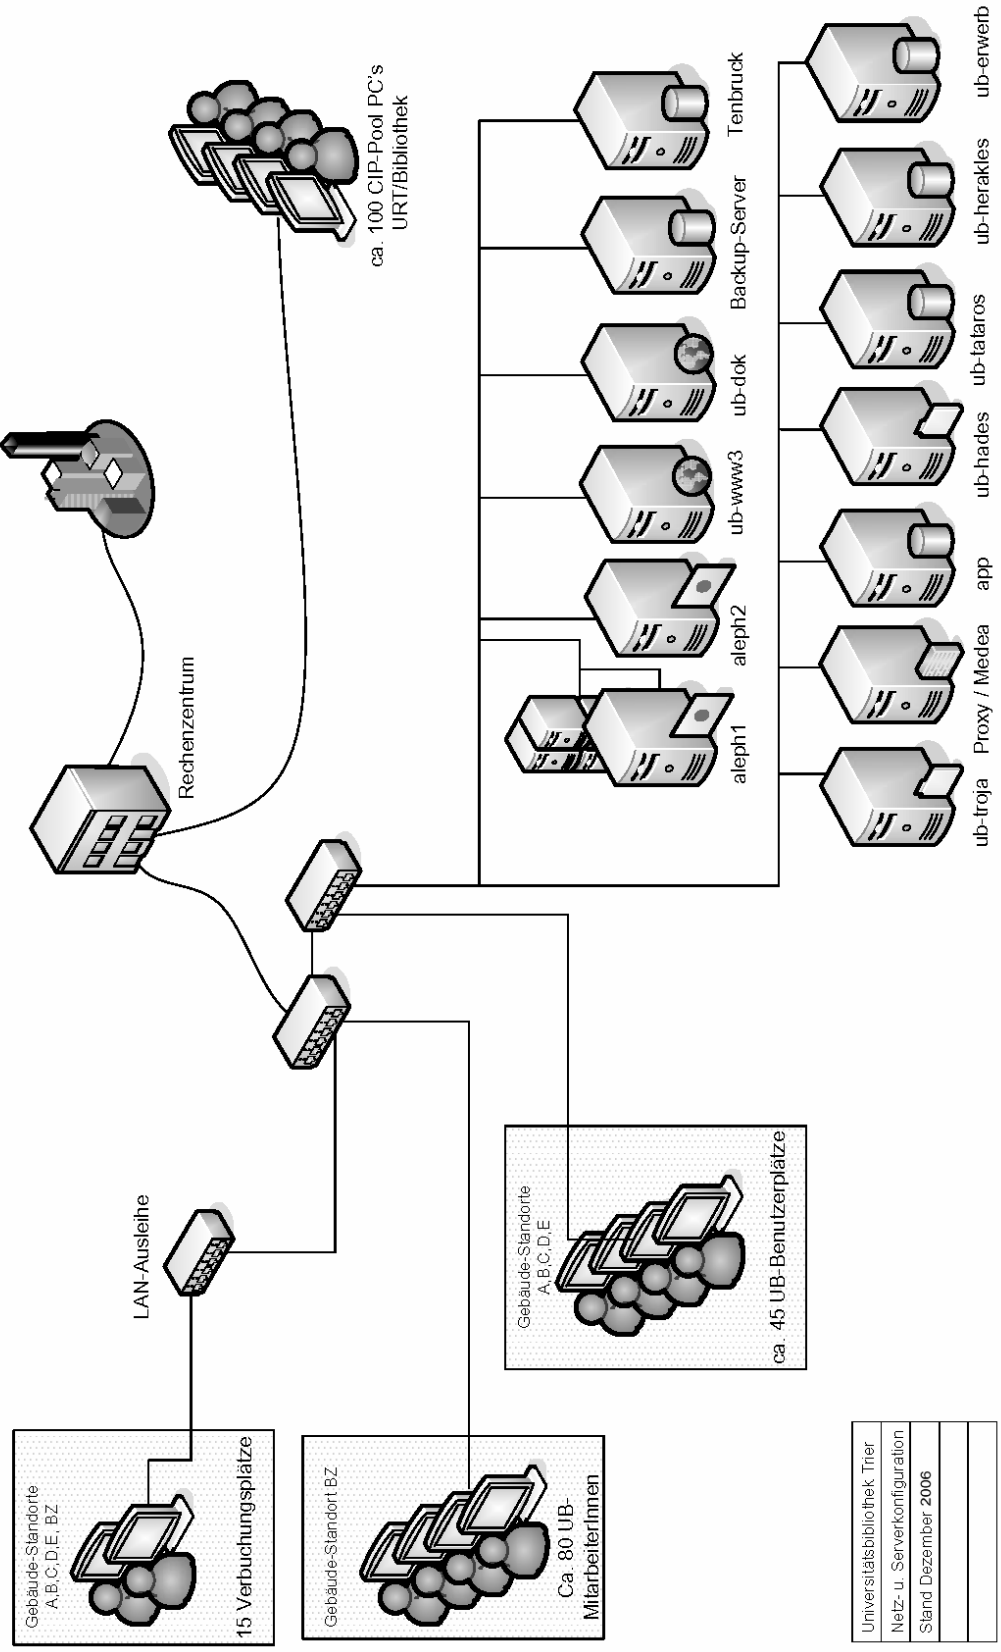 Gebäude-Standorte
A,B,C,D,E, BZ
15 Verbuchungsplätze
LAN-Ausleihe
Rechenzentrum
ca. 100 CIP-Pool PC's
URT/Bibliothek
Gebäude-Standort BZ
Ca. 80 UB-
MitarbeiterInnen
Gebäude-Standorte
A,B,C,D,E
ca. 45 UB-Benutzerplätze
aleph1
aleph2
ub-www3
ub-dok
Backup-Server
Tenbruck
ub-troja
Proxy / Medea
app
ub-hades
ub-tataros
ub-herakles
ub-erwerb
Universitätsbibliothek Trier
Netz- u. Serverkonfiguration
Stand Dezember 2006